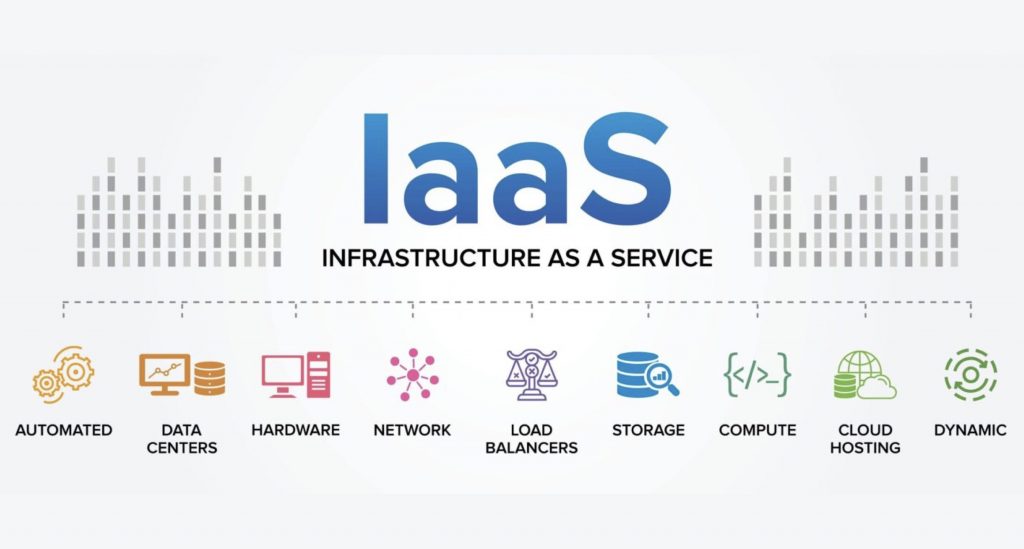 IaaS
INFRASTRUCTURE AS A SERVICE
AUTOMATED
DATA
CENTERS
HARDWARE
NETWORK
LOAD
BALANCERS
STORAGE
COMPUTE
CLOUD
HOSTING
DYNAMIC